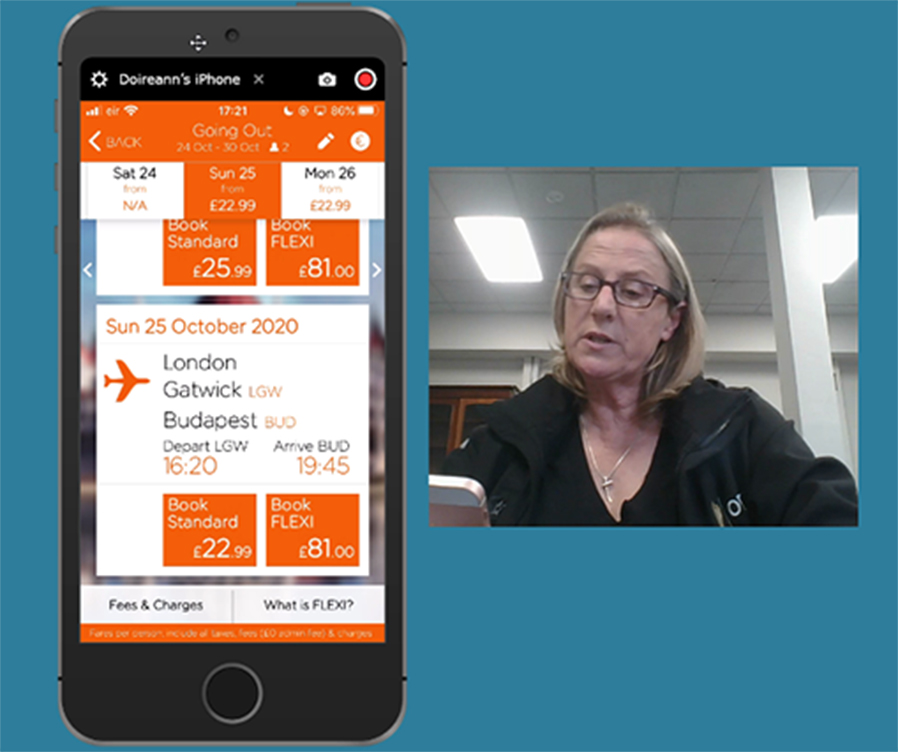 Doireann's iPhone ×
eir 17:21 86%
BACK Going Out
24 Oct - 30 Oct 2
Sat 24 Sun 25 Mon 26
from from from
N/A £22.99 £22.99
Book Standard £25.99
Book FLEXI £81.00
Sun 25 October 2020
London
Gatwick LGW
Budapest BUD
Depart LGW Arrive BUD
16:20 19:45
Book Standard £22.99
Book FLEXI £81.00
Fees & Charges What is FLEXI?
Fares per person, include all taxes, fees (£0 admin fee) & charges